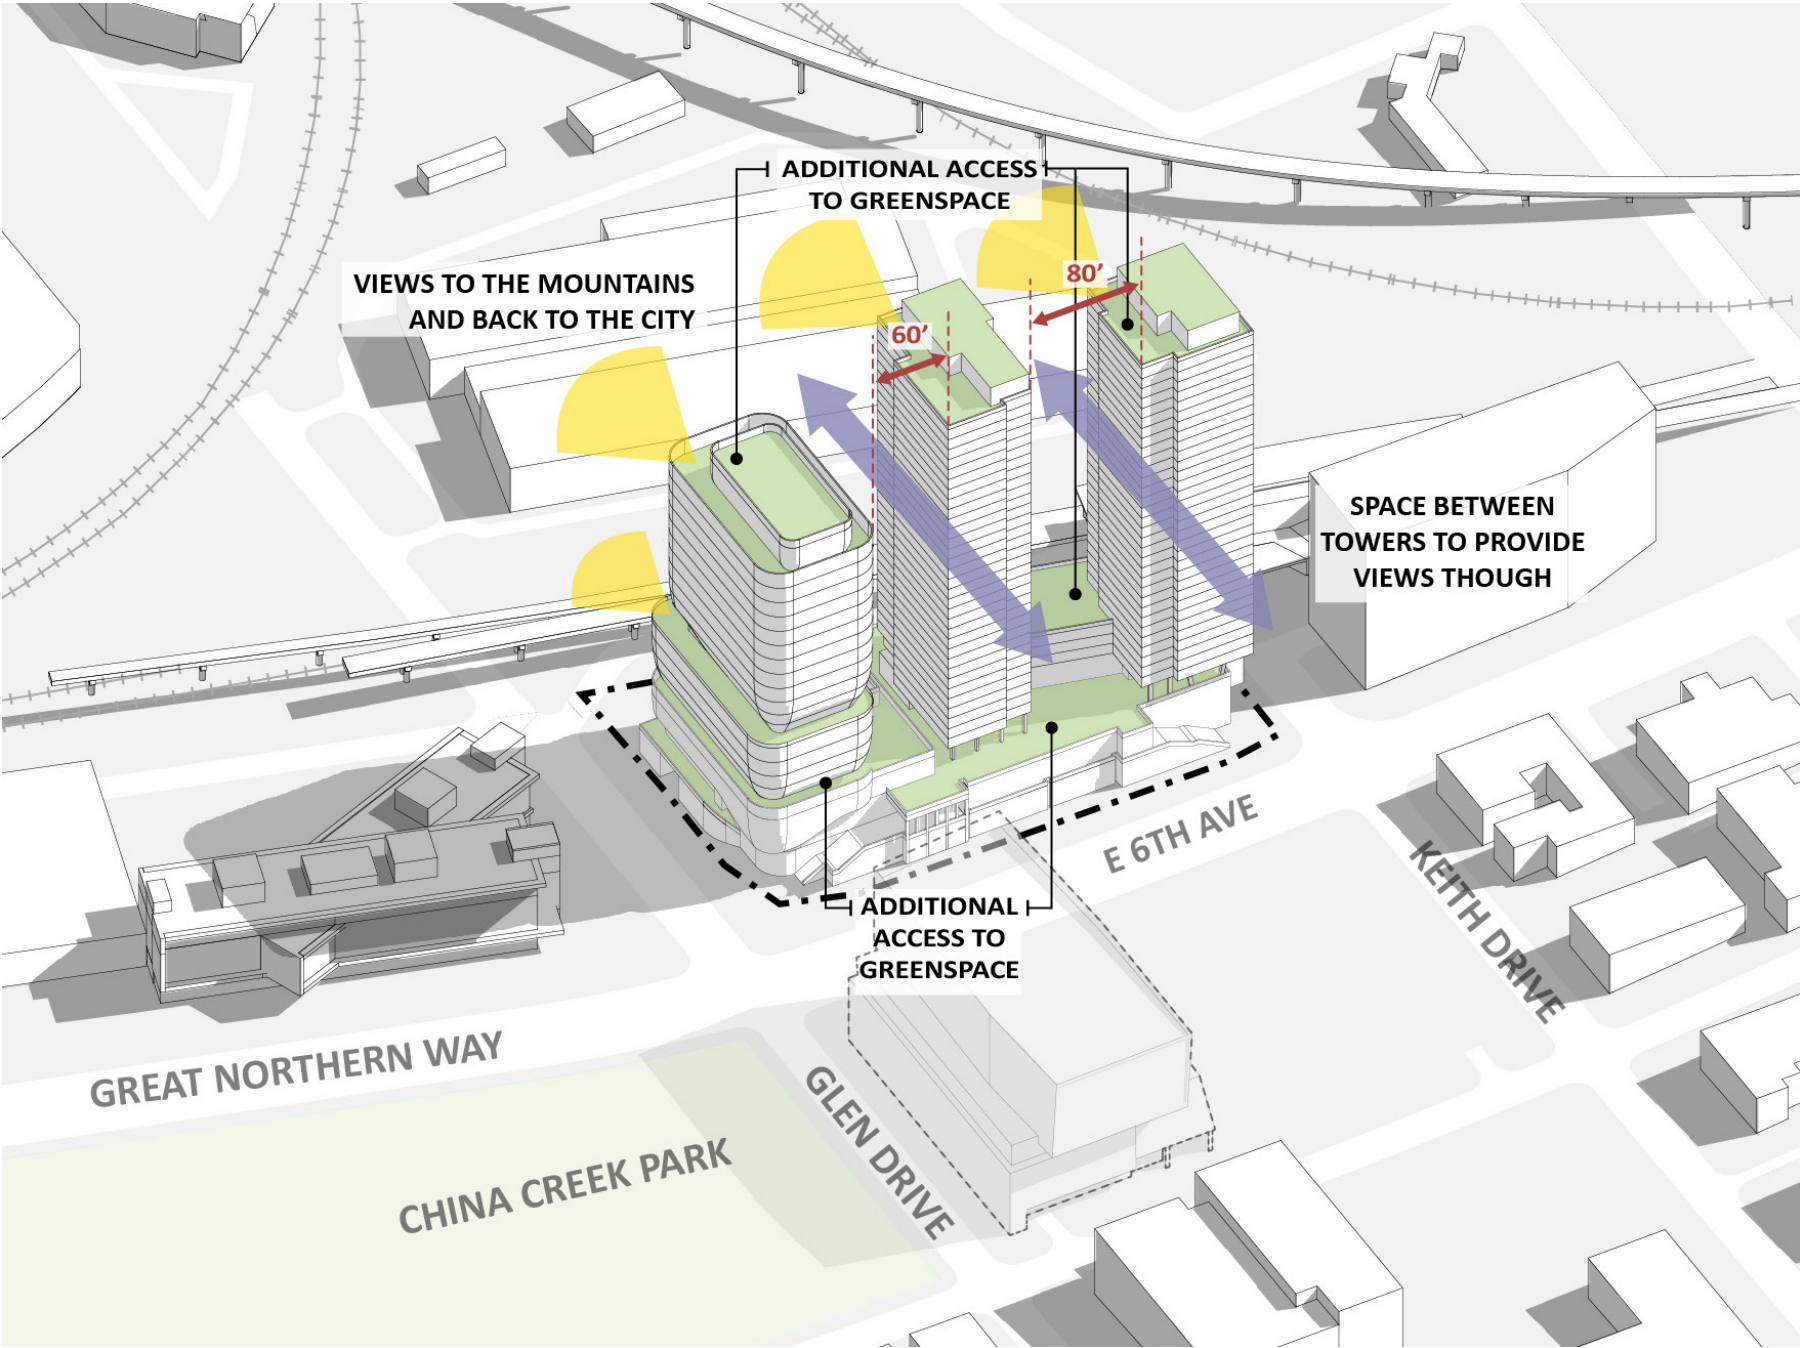 ADDITIONAL ACCESS
TO GREENSPACE
VIEWS TO THE MOUNTAINS
AND BACK TO THE CITY
80’
60’
SPACE BETWEEN
TOWERS TO PROVIDE
VIEWS THOUGH
E 6TH AVE
KEITH DRIVE
ADDITIONAL
ACCESS TO
GREENSPACE
GREAT NORTHERN WAY
GLEN DRIVE
CHINA CREEK PARK